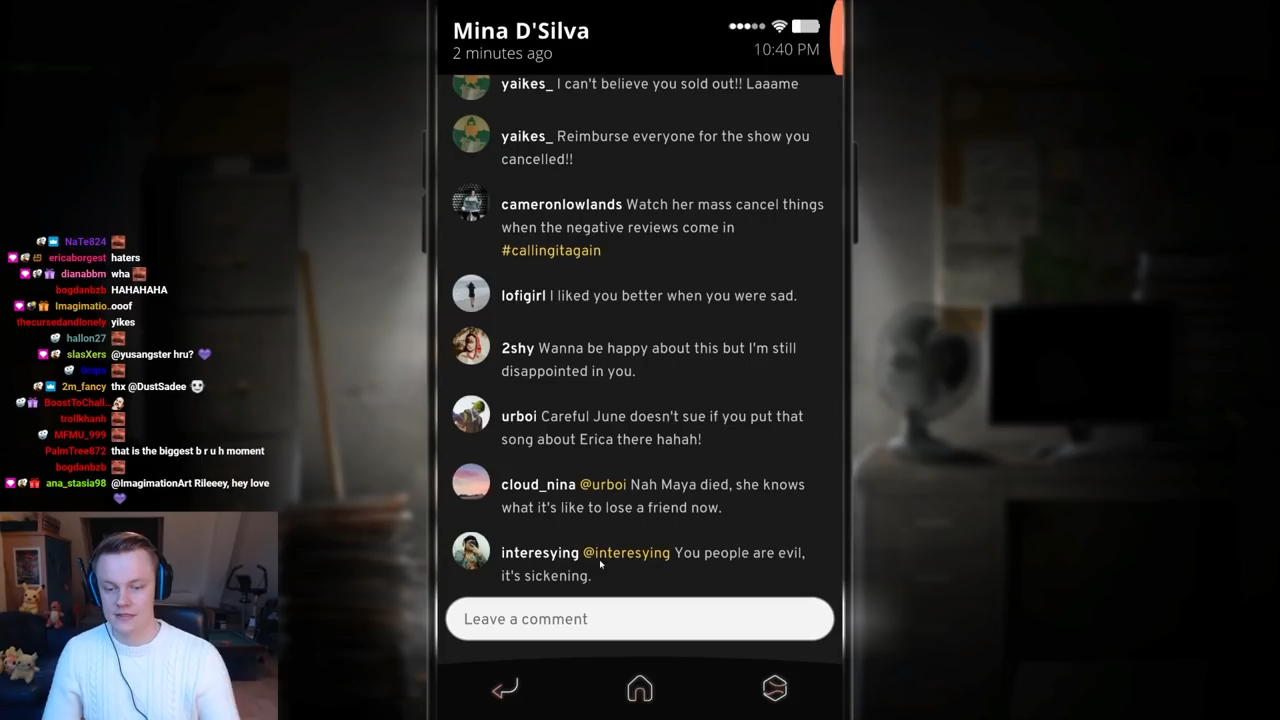 Mina D'Silva
2 minutes ago
10:40 PM
yaikes_ I can't believe you sold out!! Laaame
yaikes_ Reimburse everyone for the show you
cancelled!!
cameronlowlands Watch her mass cancel things
when the negative reviews come in
#callingitagain
lofigirl I liked you better when you were sad.
2shy Wanna be happy about this but I'm still
disappointed in you.
urboi Careful June doesn't sue if you put that
song about Erica there hahah!
cloud_nina @urboi Nah Maya died, she knows
what it's like to lose a friend now.
interesying @interesying You people are evil,
it's sickening.
Leave a comment
NaTe824
ericaborgest haters
dianabbm wha
bogdanbzb HAHAHAHA
Imaginatio.. ooof
thecursedandlonely yikes
hallon27
slasXers @yusangster hru?
2m_fancy thx @DustSadee
BoostToChall..
trollkhanh
MFMU_999
PalmTree872 that is the biggest b r u h moment
bogdanbzb
ana_stasia98 @ImaginationArt Rileeey, hey love